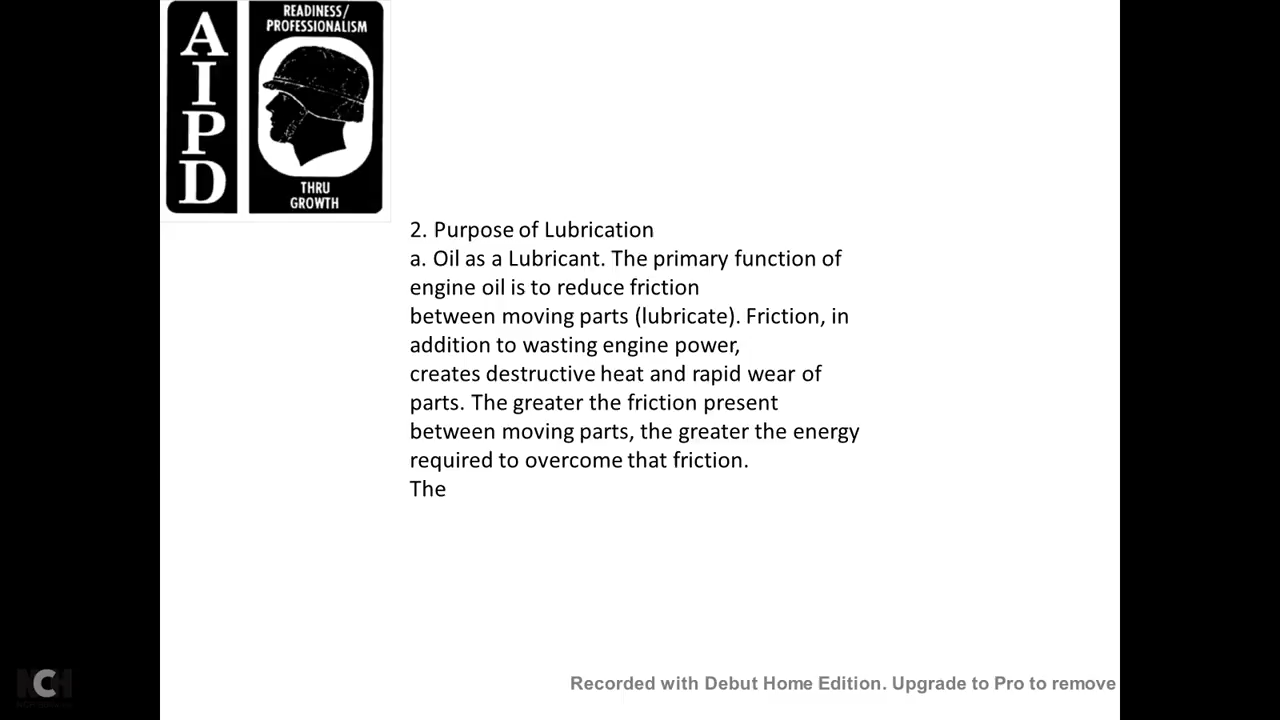 AIPD
READINESS/
PROFESSIONALISM
THRU
GROWTH
2. Purpose of Lubrication
a. Oil as a Lubricant. The primary function of
engine oil is to reduce friction
between moving parts (lubricate). Friction, in
addition to wasting engine power,
creates destructive heat and rapid wear of
parts. The greater the friction present
between moving parts, the greater the energy
required to overcome that friction.
The
NCH
Recorded with Debut Home Edition. Upgrade to Pro to remove